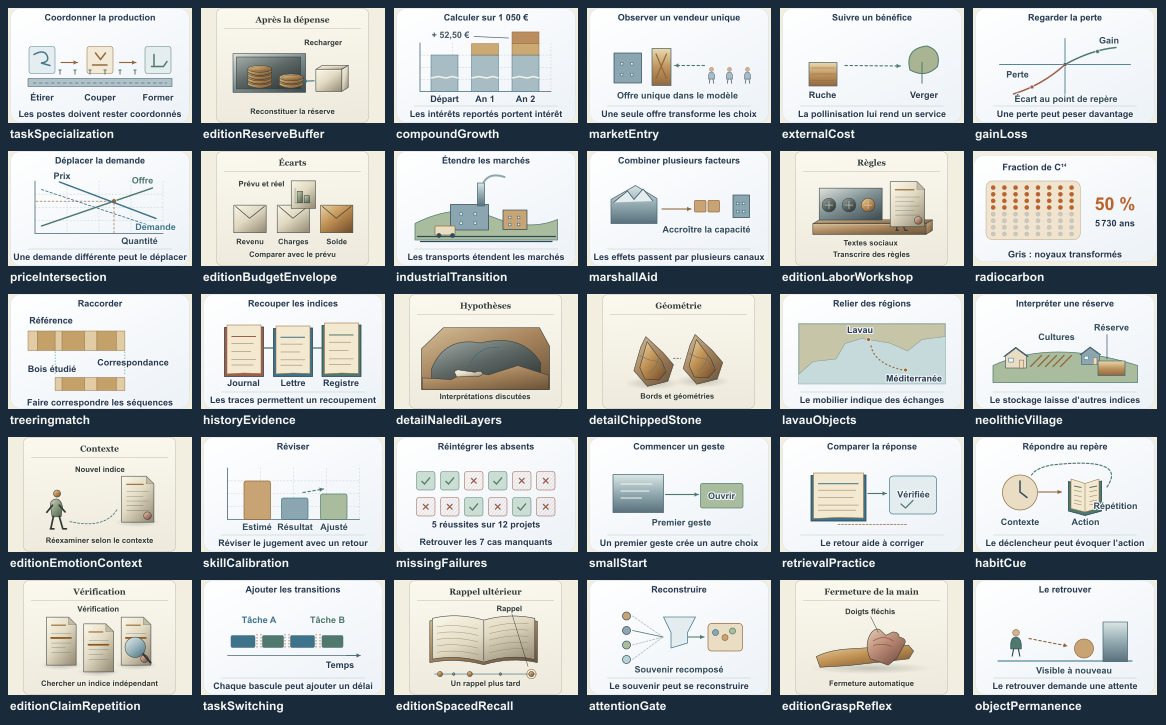 Coordonner la production
Étirer
Couper
Former
Les postes doivent rester coordonnés
taskSpecialization
Après la dépense
Recharger
Reconstituer la réserve
editionReserveBuffer
Calculer sur 1 050 €
+ 52,50 €
Départ
An 1
An 2
Les intérêts reportés portent intérêt
compoundGrowth
Observer un vendeur unique
Offre unique dans le modèle
Une seule offre transforme les choix
marketEntry
Suivre un bénéfice
Ruche
Verger
La pollinisation lui rend un service
externalCost
Regarder la perte
Gain
Perte
Écart au point de repère
Une perte peut peser davantage
gainLoss
Déplacer la demande
Prix
Offre
Demande
Quantité
Une demande différente peut le déplacer
priceIntersection
Écarts
Prévu et réel
Revenu
Charges
Solde
Comparer avec le prévu
editionBudgetEnvelope
Étendre les marchés
Les transports étendent les marchés
industrialTransition
Combiner plusieurs facteurs
Accroître la capacité
Les effets passent par plusieurs canaux
marshallAid
Règles
Textes sociaux
Transcrire des règles
editionLaborWorkshop
Fraction de C¹⁴
50 %
5 730 ans
Gris : noyaux transformés
radiocarbon
Raccorder
Référence
Correspondance
Bois étudié
Faire correspondre les séquences
treeringmatch
Recouper les indices
Journal
Lettre
Registre
Les traces permettent un recoupement
historyEvidence
Hypothèses
Interprétations discutées
detailNalediLayers
Géométrie
Bords et géométries
detailChippedStone
Relier des régions
Lavau
Méditerranée
Le mobilier indique des échanges
lavauObjects
Interpréter une réserve
Réserve
Cultures
Le stockage laisse d'autres indices
neolithicVillage
Contexte
Nouvel indice
Réexaminer selon le contexte
editionEmotionContext
Réviser
Estimé
Résultat
Ajusté
Réviser le jugement avec un retour
skillCalibration
Réintégrer les absents
5 réussites sur 12 projets
Retrouver les 7 cas manquants
missingFailures
Commencer un geste
Ouvrir
Premier geste
Un premier geste crée un autre choix
smallStart
Comparer la réponse
Vérifiée
Le retour aide à corriger
retrievalPractice
Répondre au repère
Répétition
Contexte
Action
Le déclencheur peut évoquer l'action
habitCue
Vérification
Vérification
Chercher un indice indépendant
editionClaimRepetition
Ajouter les transitions
Tâche A
Tâche B
Temps
Chaque bascule peut ajouter un délai
taskSwitching
Rappel ultérieur
Rappel
Un rappel plus tard
editionSpacedRecall
Reconstruire
Souvenir recomposé
Le souvenir peut se reconstruire
attentionGate
Fermeture de la main
Doigts fléchis
Fermeture automatique
editionGraspReflex
Le retrouver
Visible à nouveau
Le retrouver demande une attente
objectPermanence